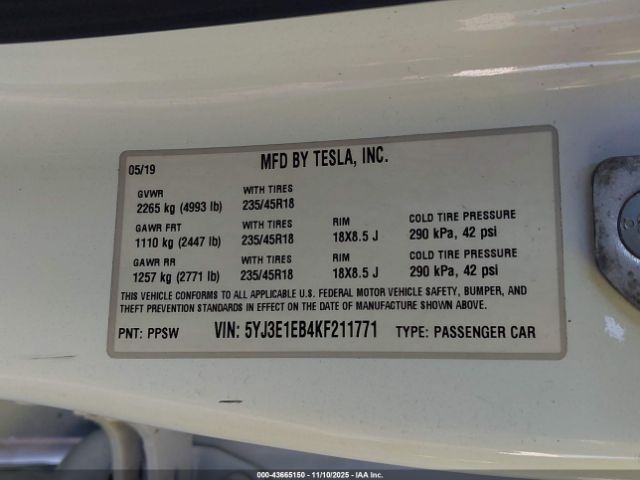 05/19 MFD BY TESLA, INC.
GVWR WITH TIRES
2265 kg (4993 lb) 235/45R18
GAWR FRT WITH TIRES RIM COLD TIRE PRESSURE
1110 kg (2447 lb) 235/45R18 18X8.5 J 290 kPa, 42 psi
GAWR RR WITH TIRES RIM COLD TIRE PRESSURE
1257 kg (2771 lb) 235/45R18 18X8.5 J 290 kPa, 42 psi
THIS VEHICLE CONFORMS TO ALL APPLICABLE U.S. FEDERAL MOTOR VEHICLE SAFETY, BUMPER, AND
THEFT PREVENTION STANDARDS IN EFFECT ON THE DATE OF MANUFACTURE SHOWN ABOVE.
PNT: PPSW VIN: 5YJ3E1EB4KF211771 TYPE: PASSENGER CAR
000-43665150 - 11/10/2025 - IAA Inc.